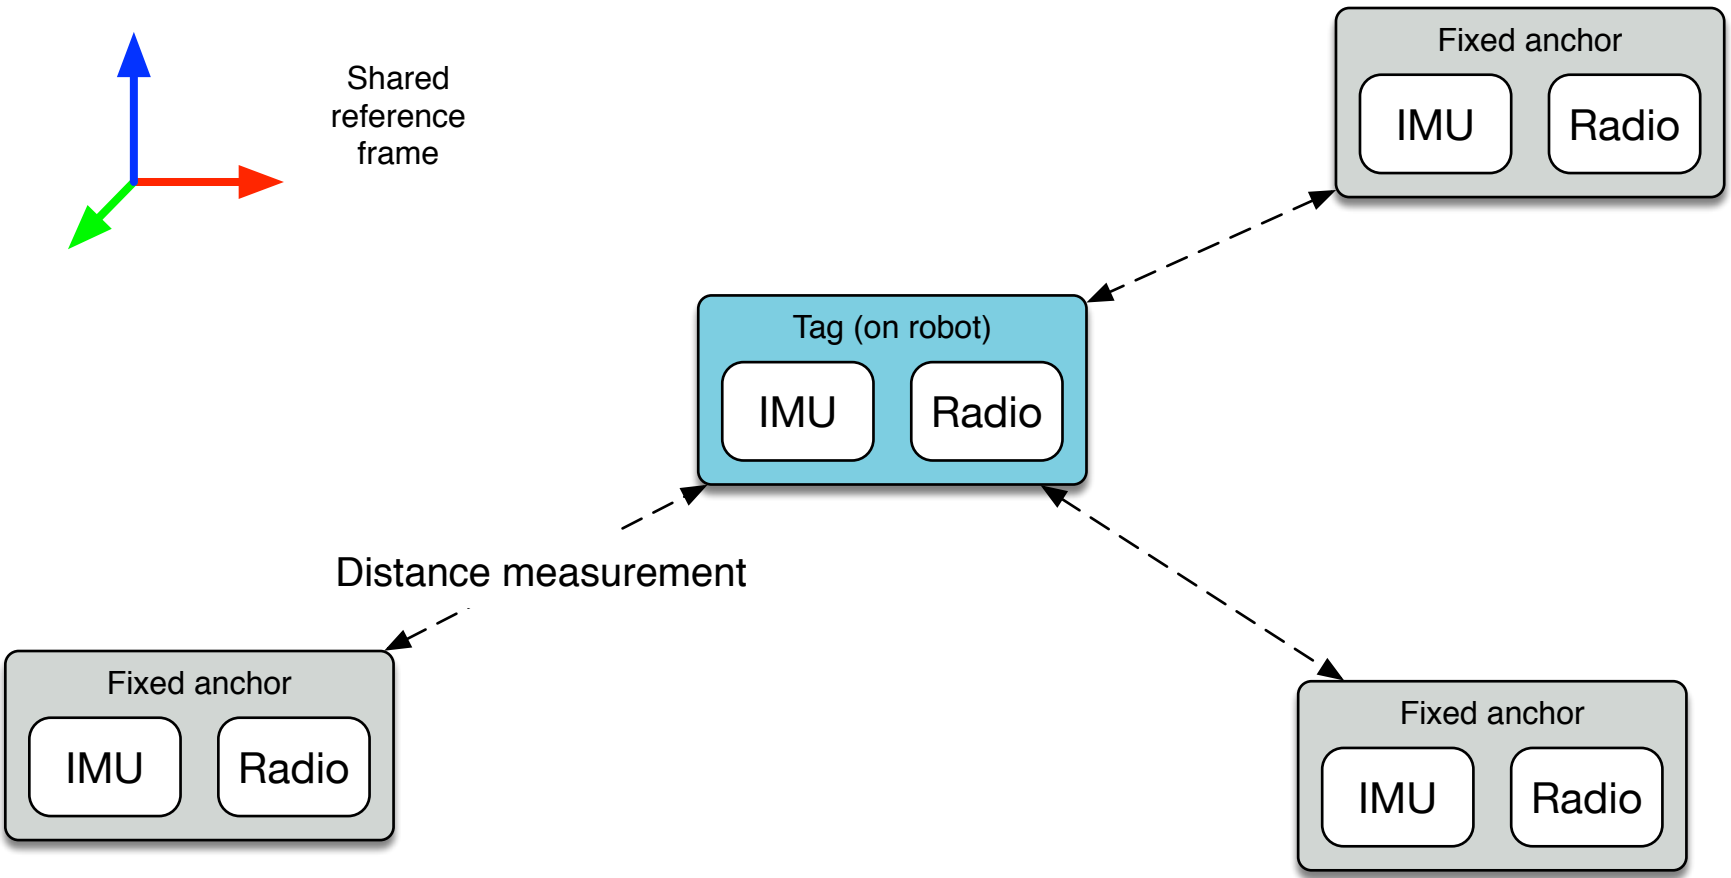 Shared
reference
frame
Fixed anchor
IMU
Radio
Tag (on robot)
IMU
Radio
Distance measurement
Fixed anchor
IMU
Radio
Fixed anchor
IMU
Radio